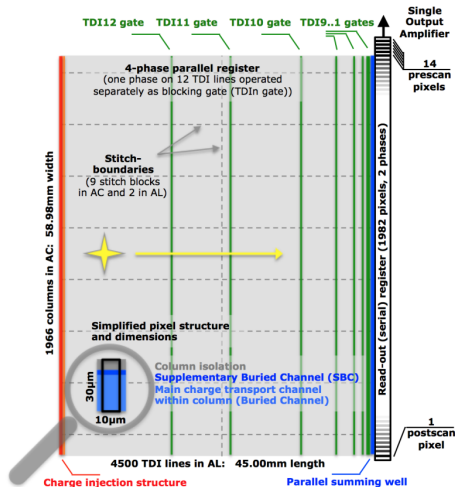 TDI12 gate
TDI11 gate
TDI10 gate
TDI9..1 gates
Single
Output
Amplifier
4-phase parallel register
(one phase on 12 TDI lines operated
separately as blocking gate (TDIn gate))
14
prescan
pixels
Stitch-
boundaries
(9 stitch blocks
in AC and 2 in AL)
1966 columns in AC: 58.98mm width
Read-out (serial) register (1982 pixels, 2 phases)
Simplified pixel structure
and dimensions
Column isolation
Supplementary Buried Channel (SBC)
Main charge transport channel
within column (Buried Channel)
30μm
10μm
1
postscan
pixel
4500 TDI lines in AL: 45.00mm length
Charge injection structure
Parallel summing well